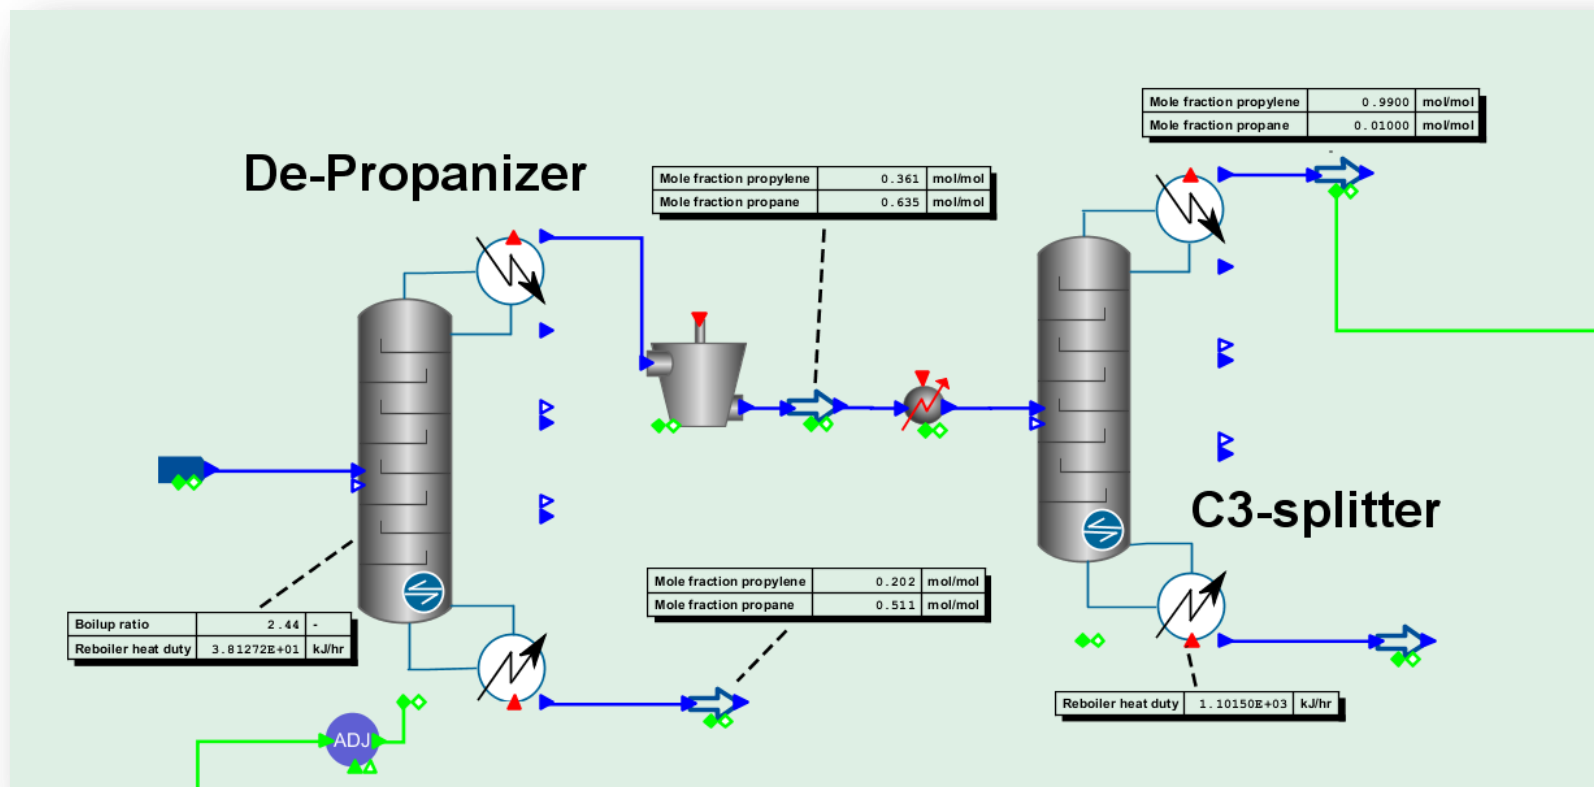 Mole fraction propylene 0.9900 mol/mol
Mole fraction propane 0.01000 mol/mol
De-Propanizer
Mole fraction propylene 0.361 mol/mol
Mole fraction propane 0.635 mol/mol
C3-splitter
Mole fraction propylene 0.202 mol/mol
Mole fraction propane 0.511 mol/mol
Boilup ratio 2.44 -
Reboiler heat duty 3.81272E+01 kJ/hr
Reboiler heat duty 1.10150E+03 kJ/hr
ADJ